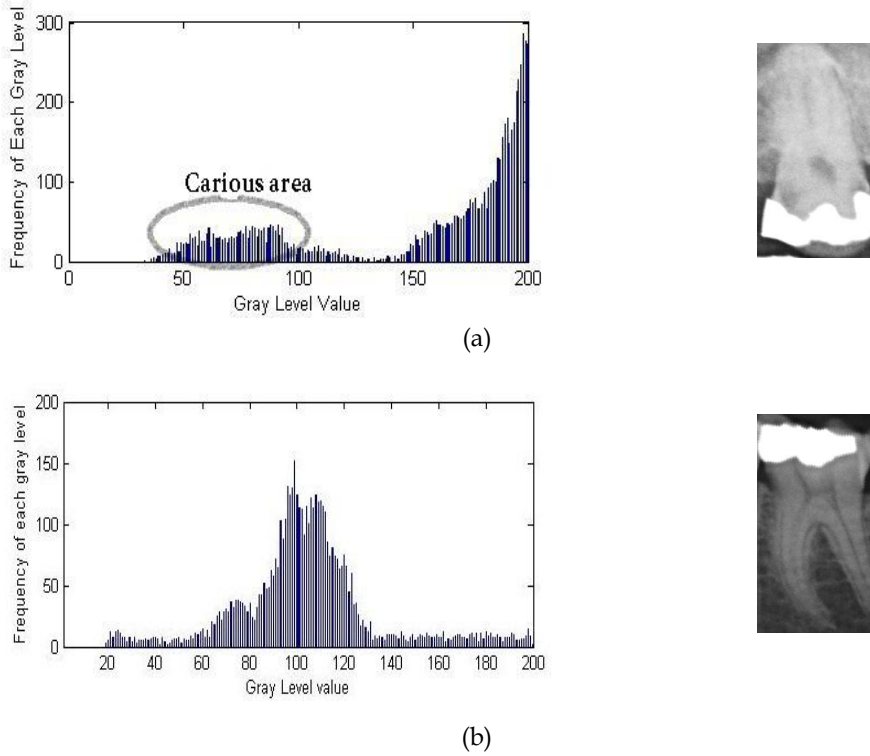 300
200
100
0
Frequency of Each Gray Level
Carious area
0 50 100 150 200
Gray Level Value
(a)
200
150
100
50
0
Frequency of each gray level
20 40 60 80 100 120 140 160 180 200
Gray Level value
(b)